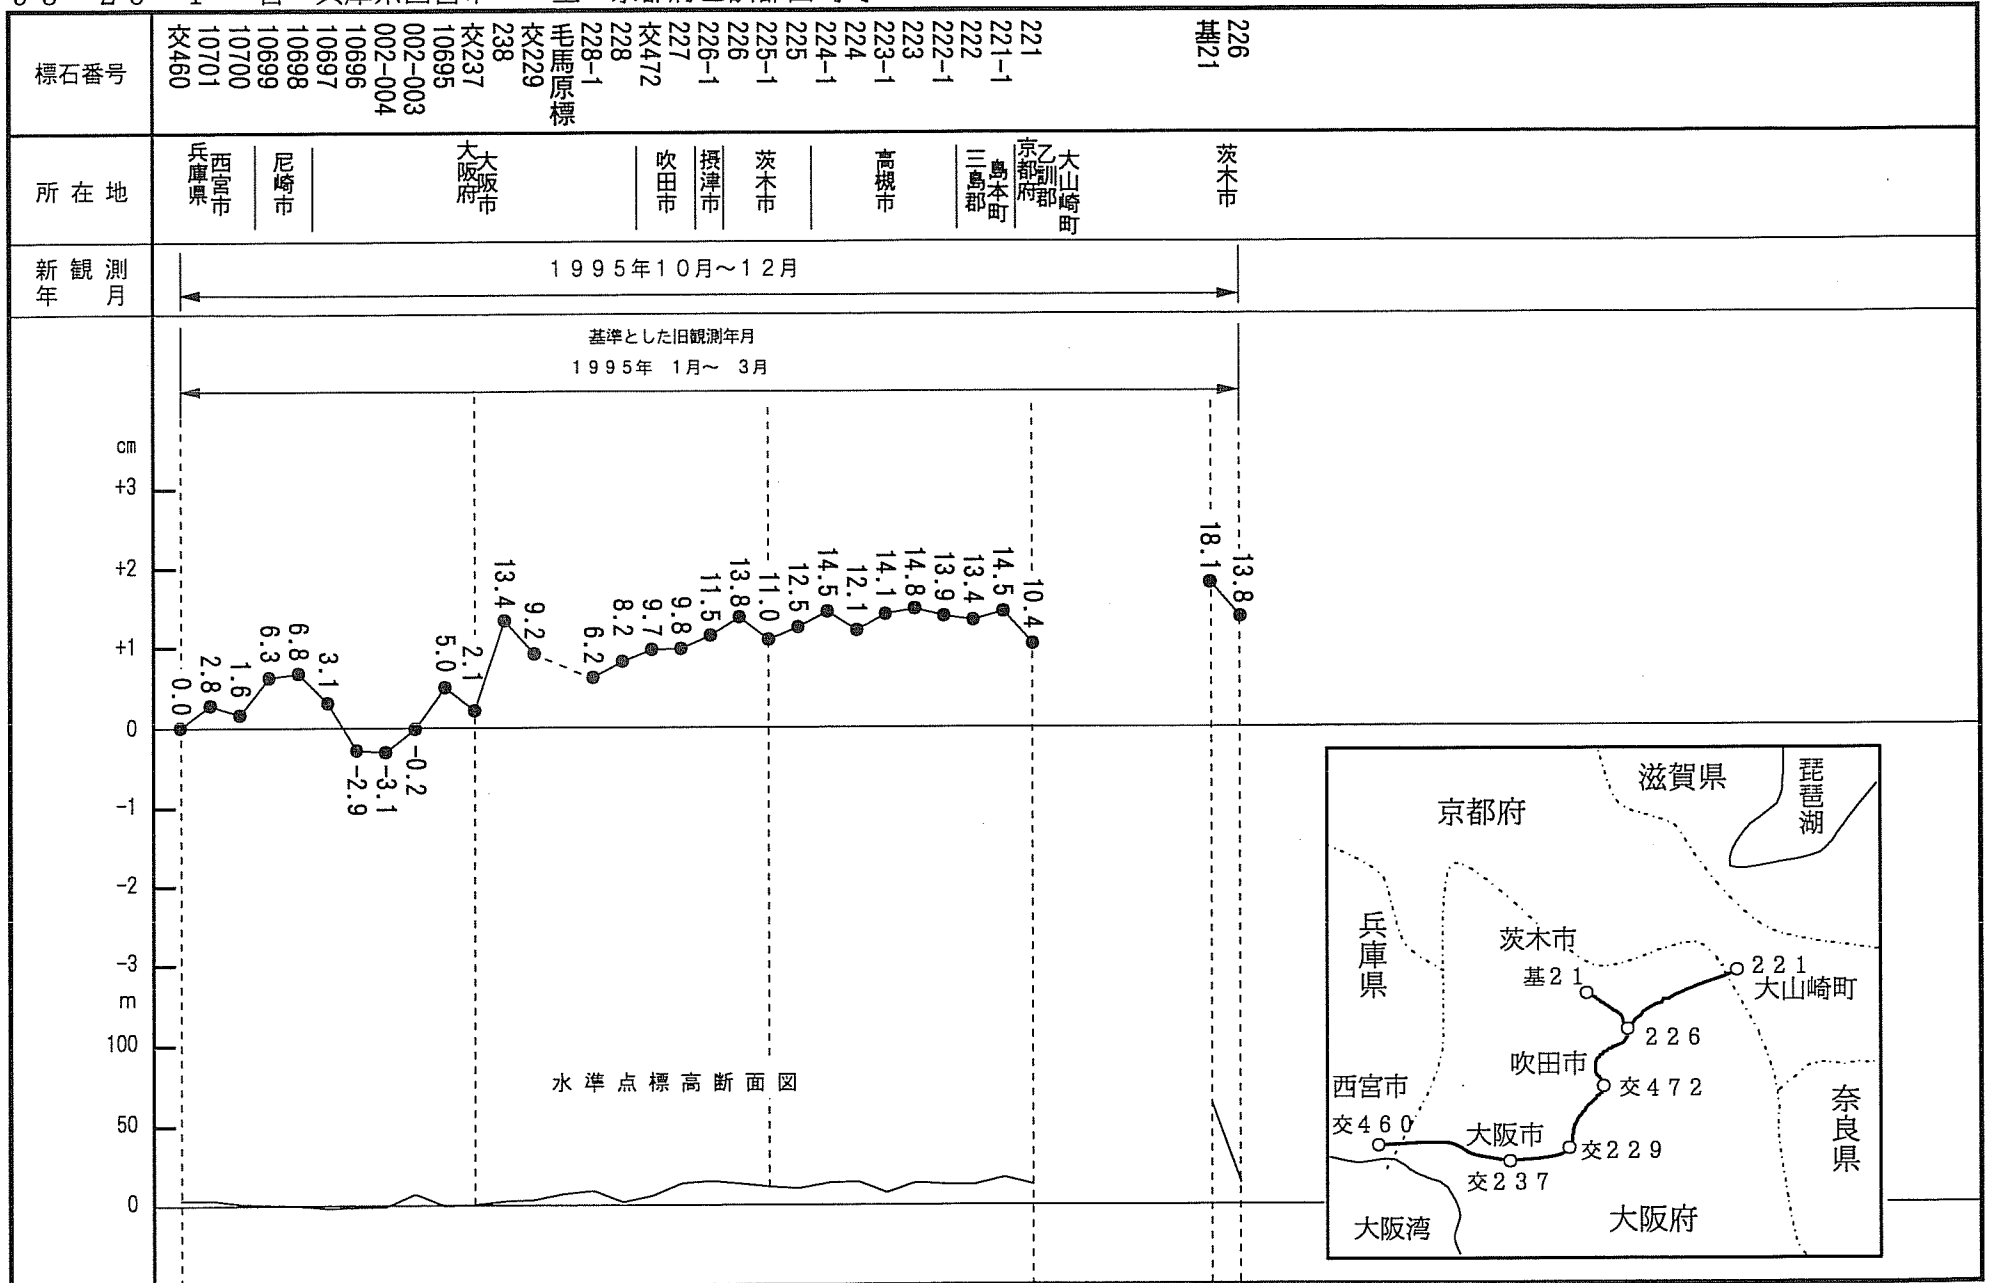 標石番号
交460
10701
10700
10699
10698
10697
10696
002-004
002-003
10695
交237
238
交229
毛馬原標
228-1
228
交472
227
226-1
226
225-1
225
224-1
224
223-1
223
222-1
222
221-1
221
基21
226
所在地
兵庫県
西宮市
尼崎市
大阪府
大阪市
吹田市
摂津市
茨木市
高槻市
三島郡
島本町
京都府
乙訓郡
大山崎町
茨木市
新観測
年月
1995年10月～12月
基準とした旧観測年月
1995年 1月～ 3月
cm
+3
+2
+1
0
-1
-2
-3
0.0
2.8
1.6
6.3
6.8
3.1
-2.9
-3.1
-0.2
5.0
2.1
13.4
9.2
6.2
8.2
9.7
9.8
11.5
13.8
11.0
12.5
14.5
12.1
14.1
14.8
13.9
13.4
14.5
10.4
18.1
13.8
m
100
50
0
水準点標高断面図
滋賀県
琵琶湖
京都府
兵庫県
茨木市
基21
221
大山崎町
226
吹田市
交472
西宮市
交460
大阪市
交229
交237
奈良県
大阪湾
大阪府